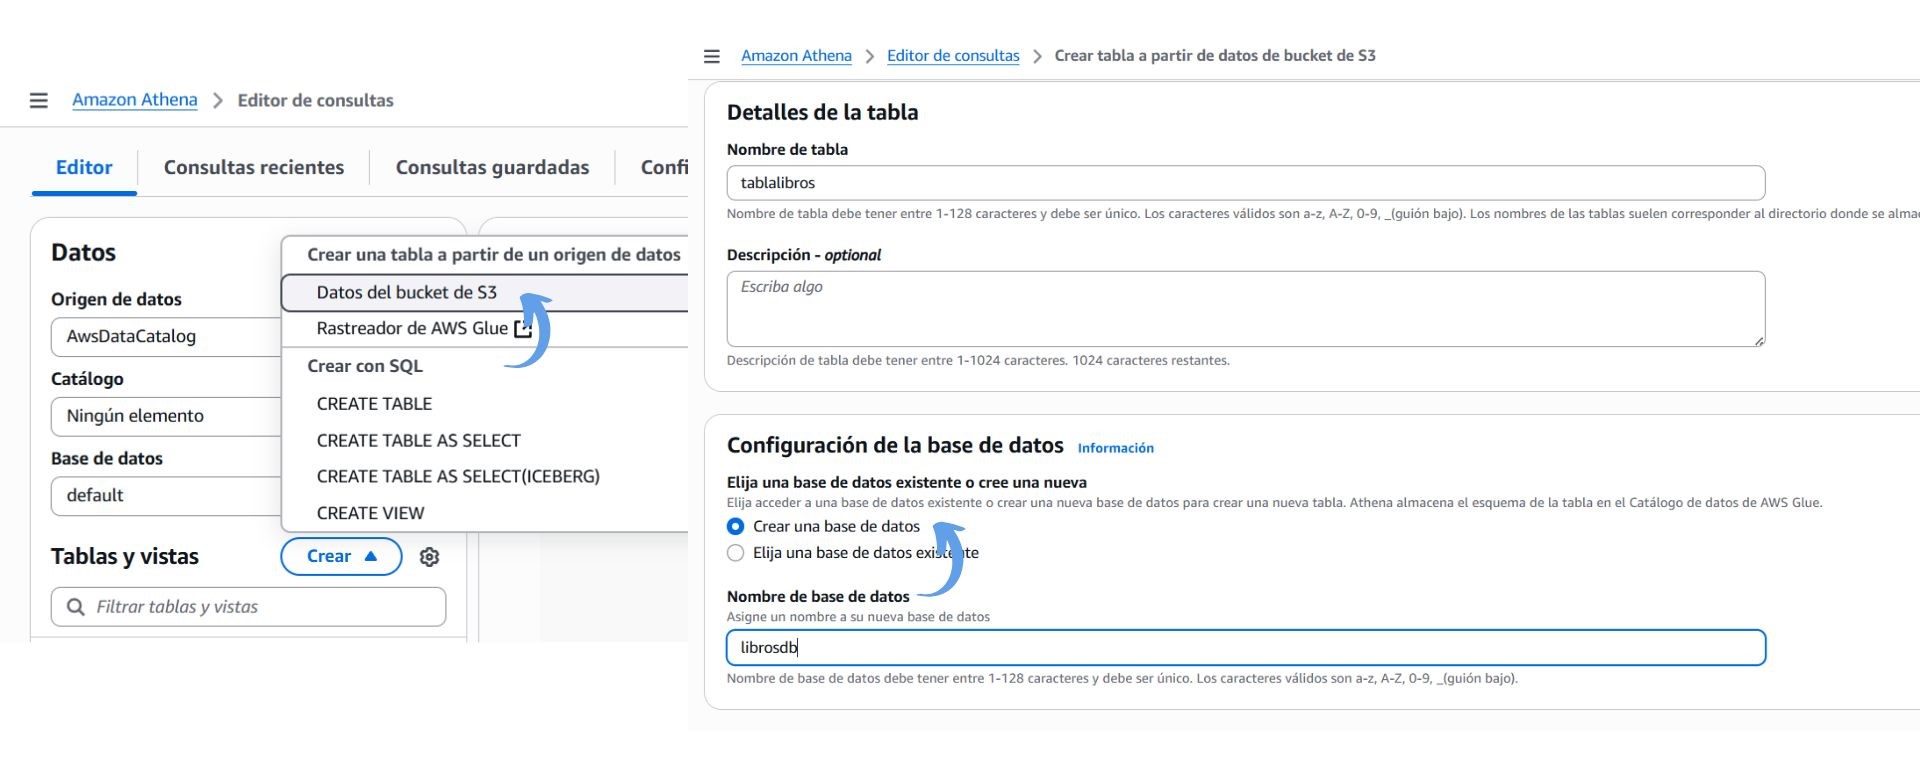 Amazon Athena > Editor de consultas
Editor
Consultas recientes
Consultas guardadas
Confi
Datos
Origen de datos
AwsDataCatalog
Catálogo
Ningún elemento
Base de datos
default
Crear una tabla a partir de un origen de datos
Datos del bucket de S3
Rastreador de AWS Glue
Crear con SQL
CREATE TABLE
CREATE TABLE AS SELECT
CREATE TABLE AS SELECT(ICEBERG)
CREATE VIEW
Tablas y vistas
Crear
Filtrar tablas y vistas
Amazon Athena > Editor de consultas > Crear tabla a partir de datos de bucket de S3
Detalles de la tabla
Nombre de tabla
tablalibros
Nombre de tabla debe tener entre 1-128 caracteres y debe ser único. Los caracteres válidos son a-z, A-Z, 0-9, _(guión bajo). Los nombres de las tablas suelen corresponder al directorio donde se alma
Descripción - optional
Escriba algo
Descripción de tabla debe tener entre 1-1024 caracteres. 1024 caracteres restantes.
Configuración de la base de datos Información
Elija una base de datos existente o cree una nueva
Elija acceder a una base de datos existente o crear una nueva base de datos para crear una nueva tabla. Athena almacena el esquema de la tabla en el Catálogo de datos de AWS Glue.
Crear una base de datos
Elija una base de datos existente
Nombre de base de datos
Asigne un nombre a su nueva base de datos
librosdb
Nombre de base de datos debe tener entre 1-128 caracteres y debe ser único. Los caracteres válidos son a-z, A-Z, 0-9, _(guión bajo).